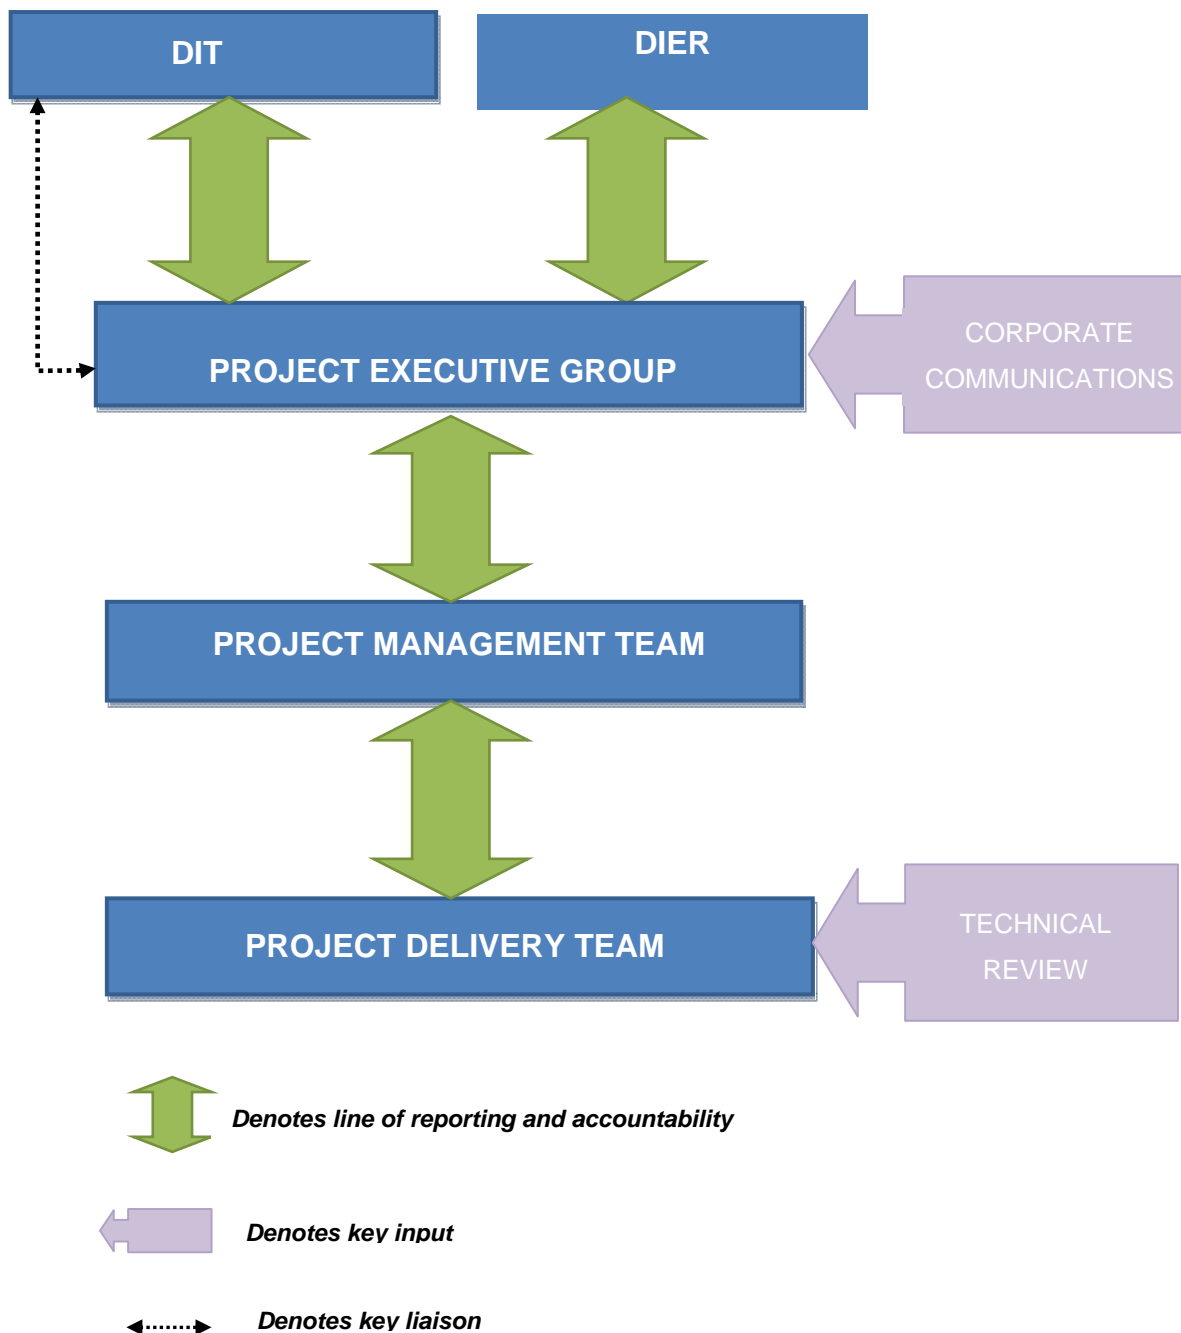 DIT
DIER
PROJECT EXECUTIVE GROUP
CORPORATE
COMMUNICATIONS
PROJECT MANAGEMENT TEAM
PROJECT DELIVERY TEAM
TECHNICAL
REVIEW
Denotes line of reporting and accountability
Denotes key input
Denotes key liaison